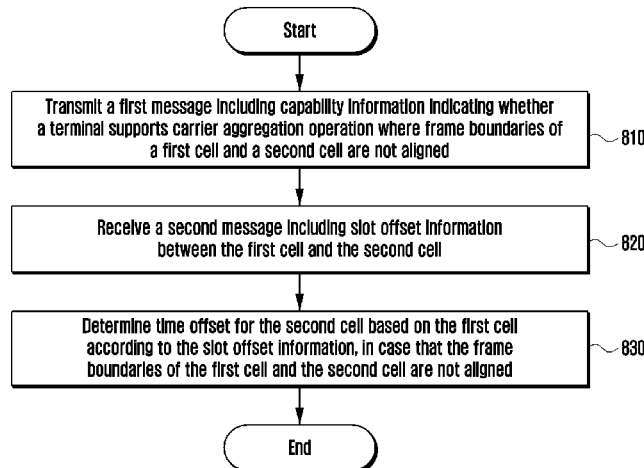 Start
Transmit a first message including capability information indicating whether
a terminal supports carrier aggregation operation where frame boundaries of
a first cell and a second cell are not aligned
810
Receive a second message including slot offset information
between the first cell and the second cell
820
Determine time offset for the second cell based on the first cell
according to the slot offset information, in case that the frame
boundaries of the first cell and the second cell are not aligned
830
End